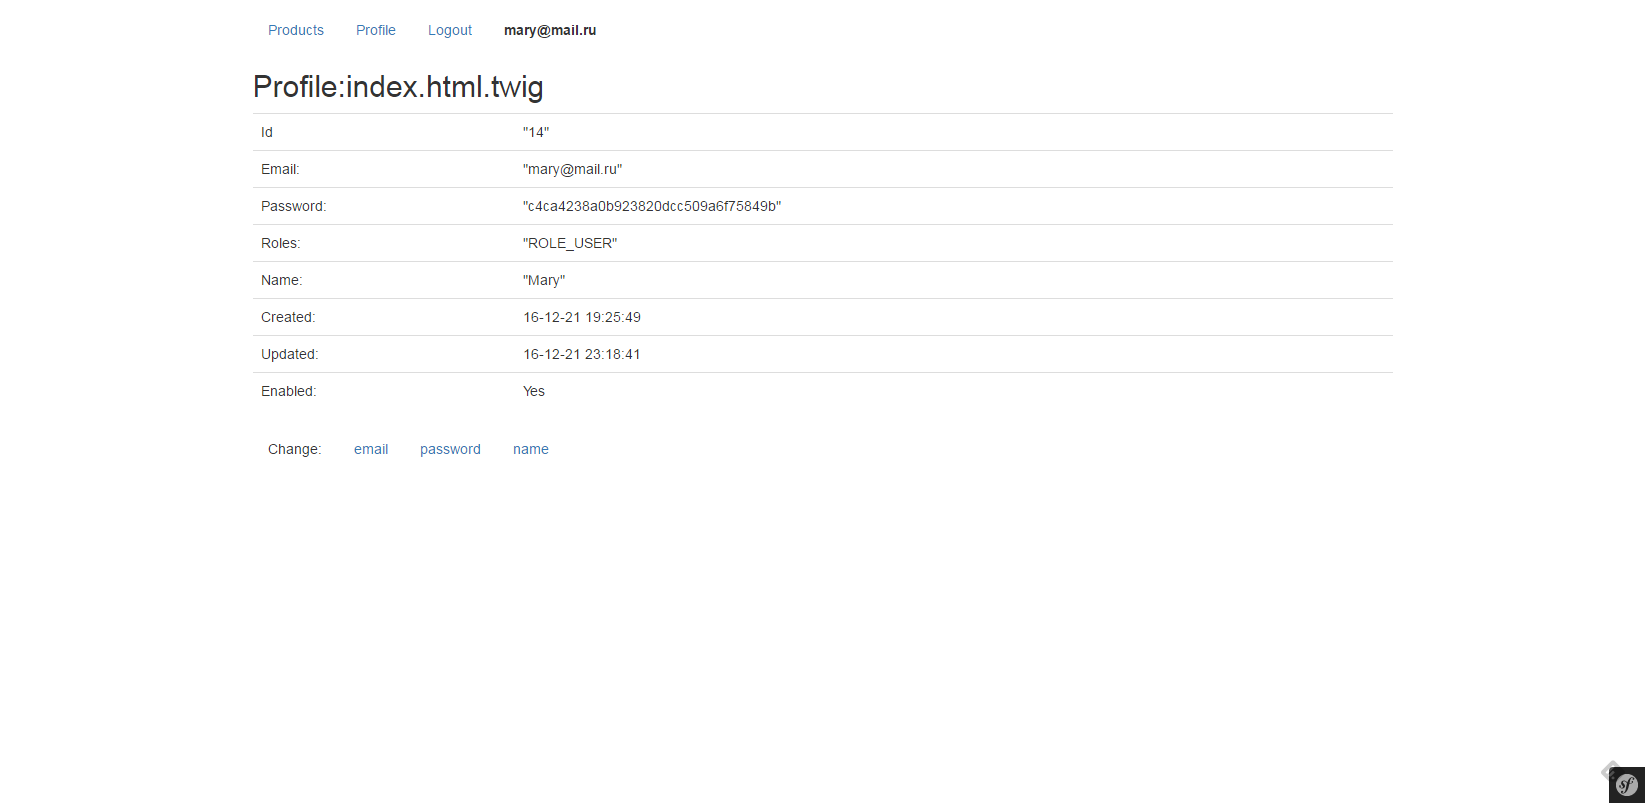 Products Profile Logout mary@mail.ru
Profile:index.html.twig
Id "14"
Email: "mary@mail.ru"
Password: "c4ca4238a0b923820dcc509a6f75849b"
Roles: "ROLE_USER"
Name: "Mary"
Created: 16-12-21 19:25:49
Updated: 16-12-21 23:18:41
Enabled: Yes
Change: email password name
sf